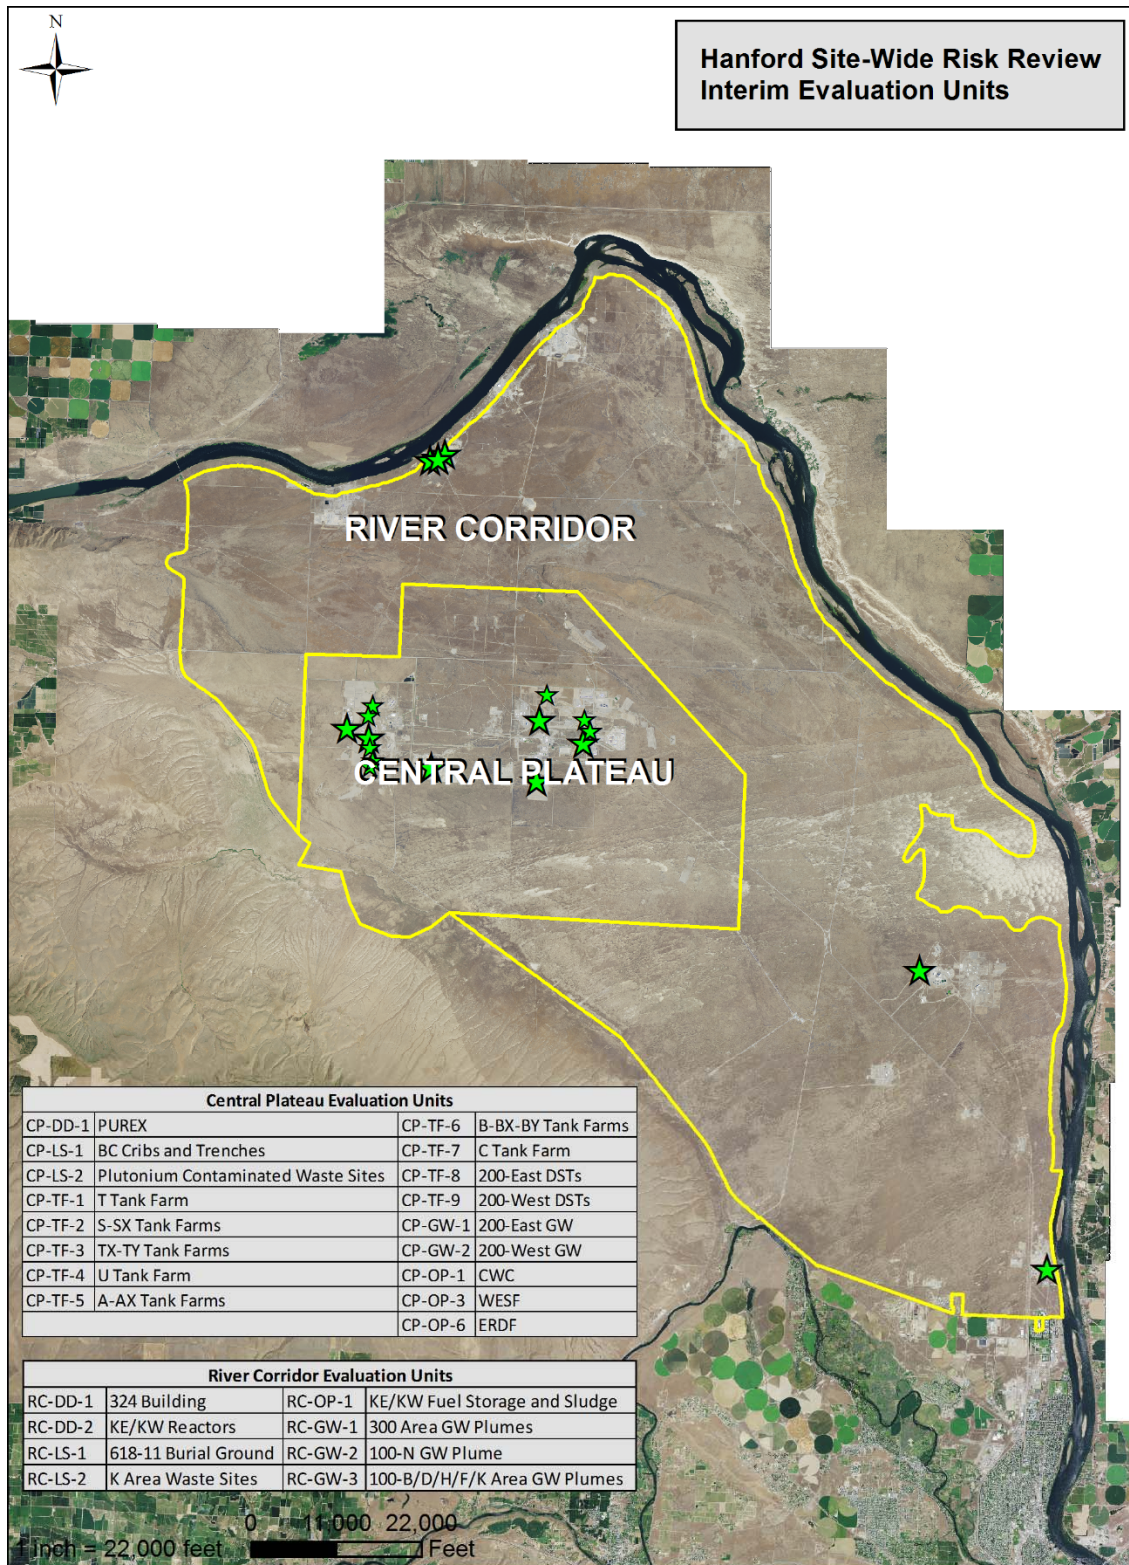 N
Hanford Site-Wide Risk Review
Interim Evaluation Units
RIVER CORRIDOR
CENTRAL PLATEAU
Central Plateau Evaluation Units
CP-DD-1 PUREX CP-TF-6 B-BX-BY Tank Farms
CP-LS-1 BC Cribs and Trenches CP-TF-7 C Tank Farm
CP-LS-2 Plutonium Contaminated Waste Sites CP-TF-8 200-East DSTs
CP-TF-1 T Tank Farm CP-TF-9 200-West DSTs
CP-TF-2 S-SX Tank Farms CP-GW-1 200-East GW
CP-TF-3 TX-TY Tank Farms CP-GW-2 200-West GW
CP-TF-4 U Tank Farm CP-OP-1 CWC
CP-TF-5 A-AX Tank Farms CP-OP-3 WESF
CP-OP-6 ERDF
River Corridor Evaluation Units
RC-DD-1 324 Building RC-OP-1 KE/KW Fuel Storage and Sludge
RC-DD-2 KE/KW Reactors RC-GW-1 300 Area GW Plumes
RC-LS-1 618-11 Burial Ground RC-GW-2 100-N GW Plume
RC-LS-2 K Area Waste Sites RC-GW-3 100-B/D/H/F/K Area GW Plumes
0 11,000 22,000
1 inch = 22,000 feet Feet